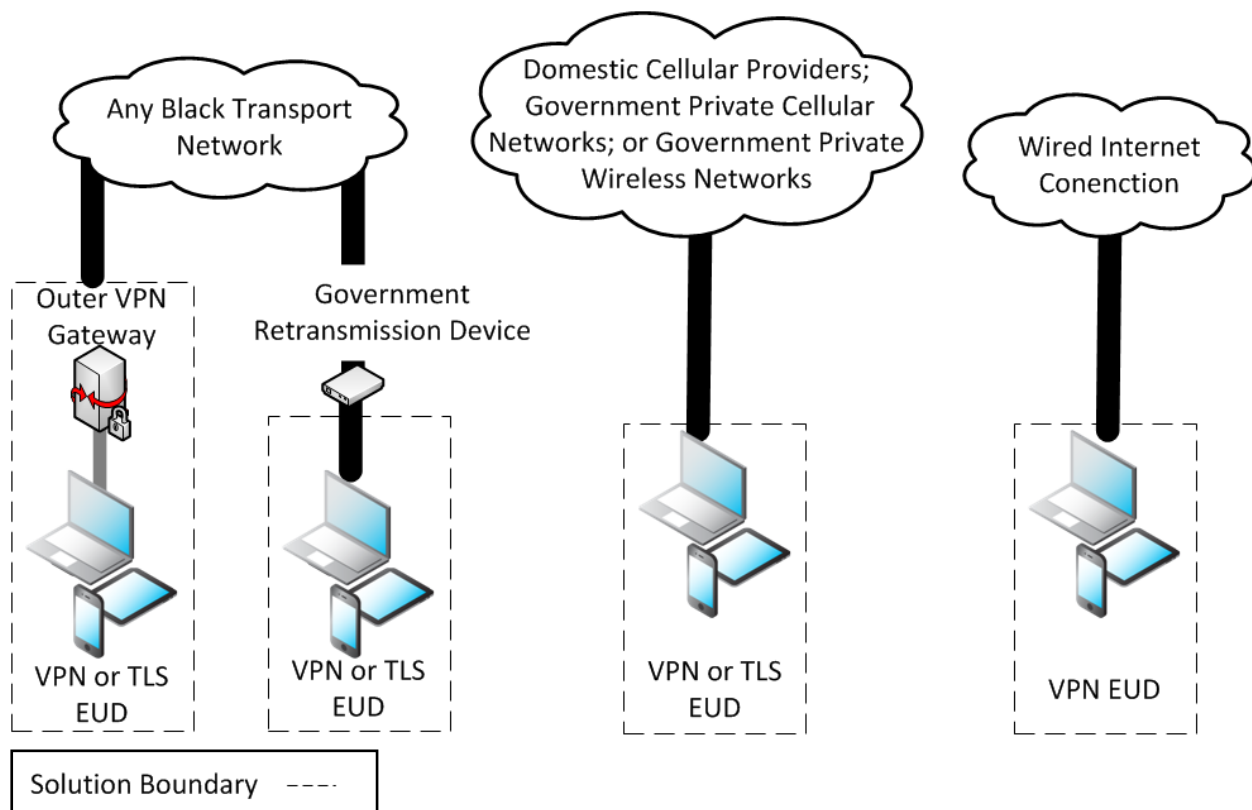 Any Black Transport
Network
Domestic Cellular Providers;
Government Private Cellular
Networks; or Government Private
Wireless Networks
Wired Internet
Conenction
Outer VPN
Gateway
Government
Retransmission Device
VPN or TLS
EUD
VPN or TLS
EUD
VPN or TLS
EUD
VPN EUD
Solution Boundary